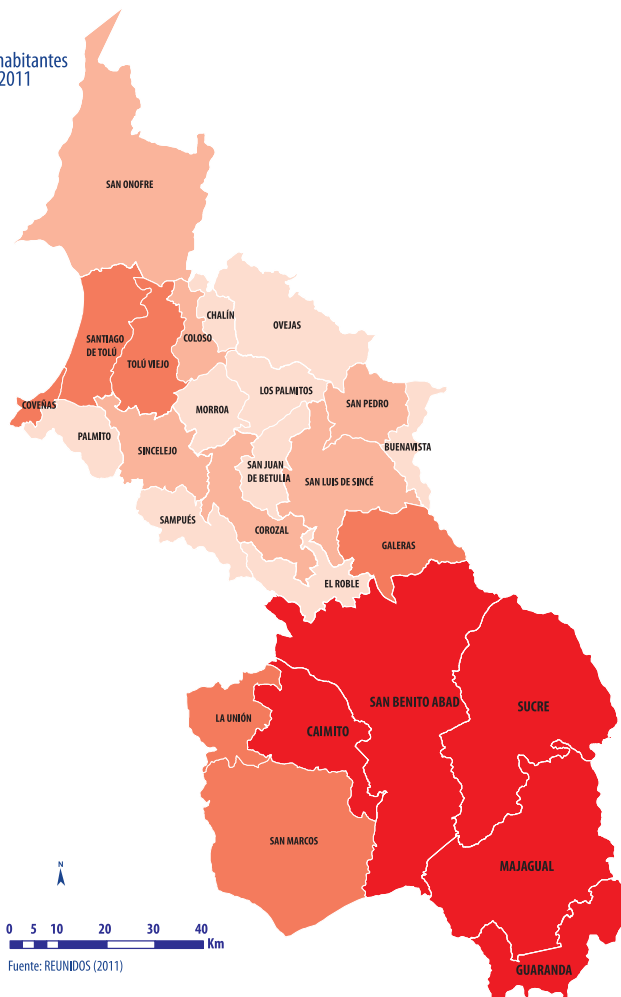 habitantes
2011
SAN ONOFRE
CHALÍN
OVEJAS
SANTIAGO
DE TOLÚ
TOLÚ VIEJO
COLOSO
LOS PALMITOS
COVEÑAS
MORROA
SAN PEDRO
PALMITO
SINCELEJO
BUENAVISTA
SAN JUAN
DE BETULIA
SAN LUIS DE SINCÉ
SAMPUÉS
COROZAL
GALERAS
EL ROBLE
SAN BENITO ABAD
SUCRE
LA UNIÓN
CAIMITO
SAN MARCOS
MAJAGUAL
N
0 5 10 20 30 40
Km
Fuente: REUNIDOS (2011)
GUARANDA